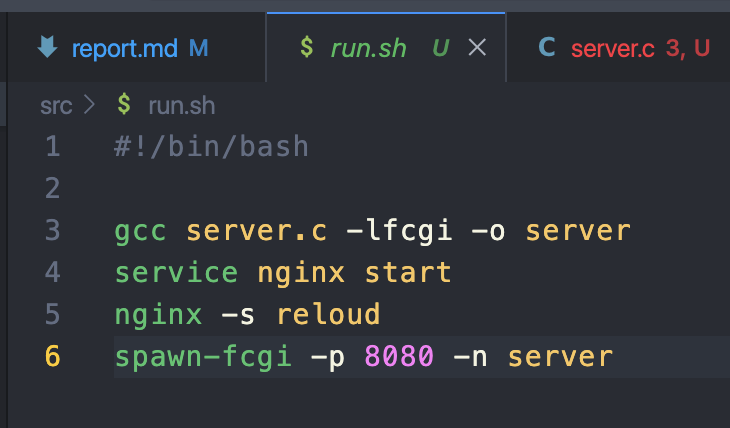 report.md M $ run.sh U × C server.c 3, U
src > $ run.sh
1 #!/bin/bash
2
3 gcc server.c -lfcgi -o server
4 service nginx start
5 nginx -s reloud
6 spawn-fcgi -p 8080 -n server